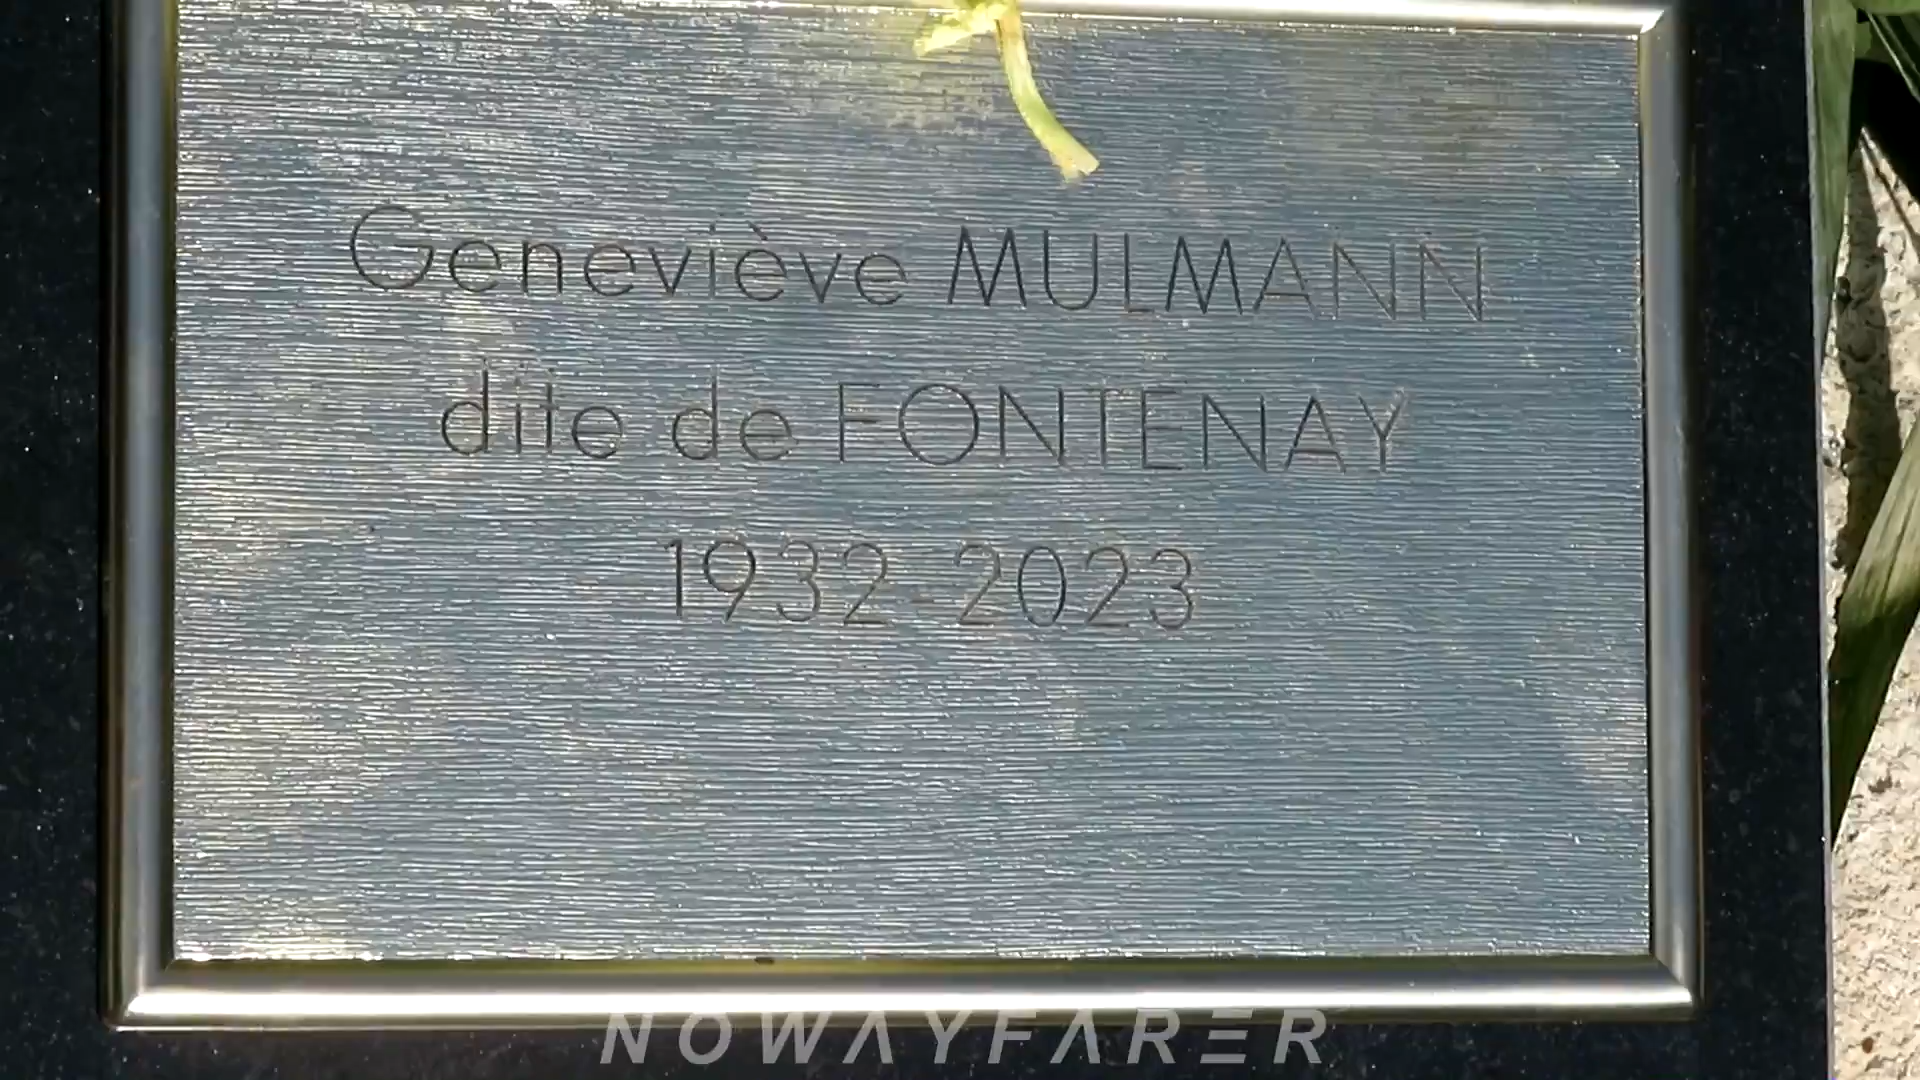 Geneviève MULMANN
dite de FONTENAY
1932-2023
NOWAYFARER